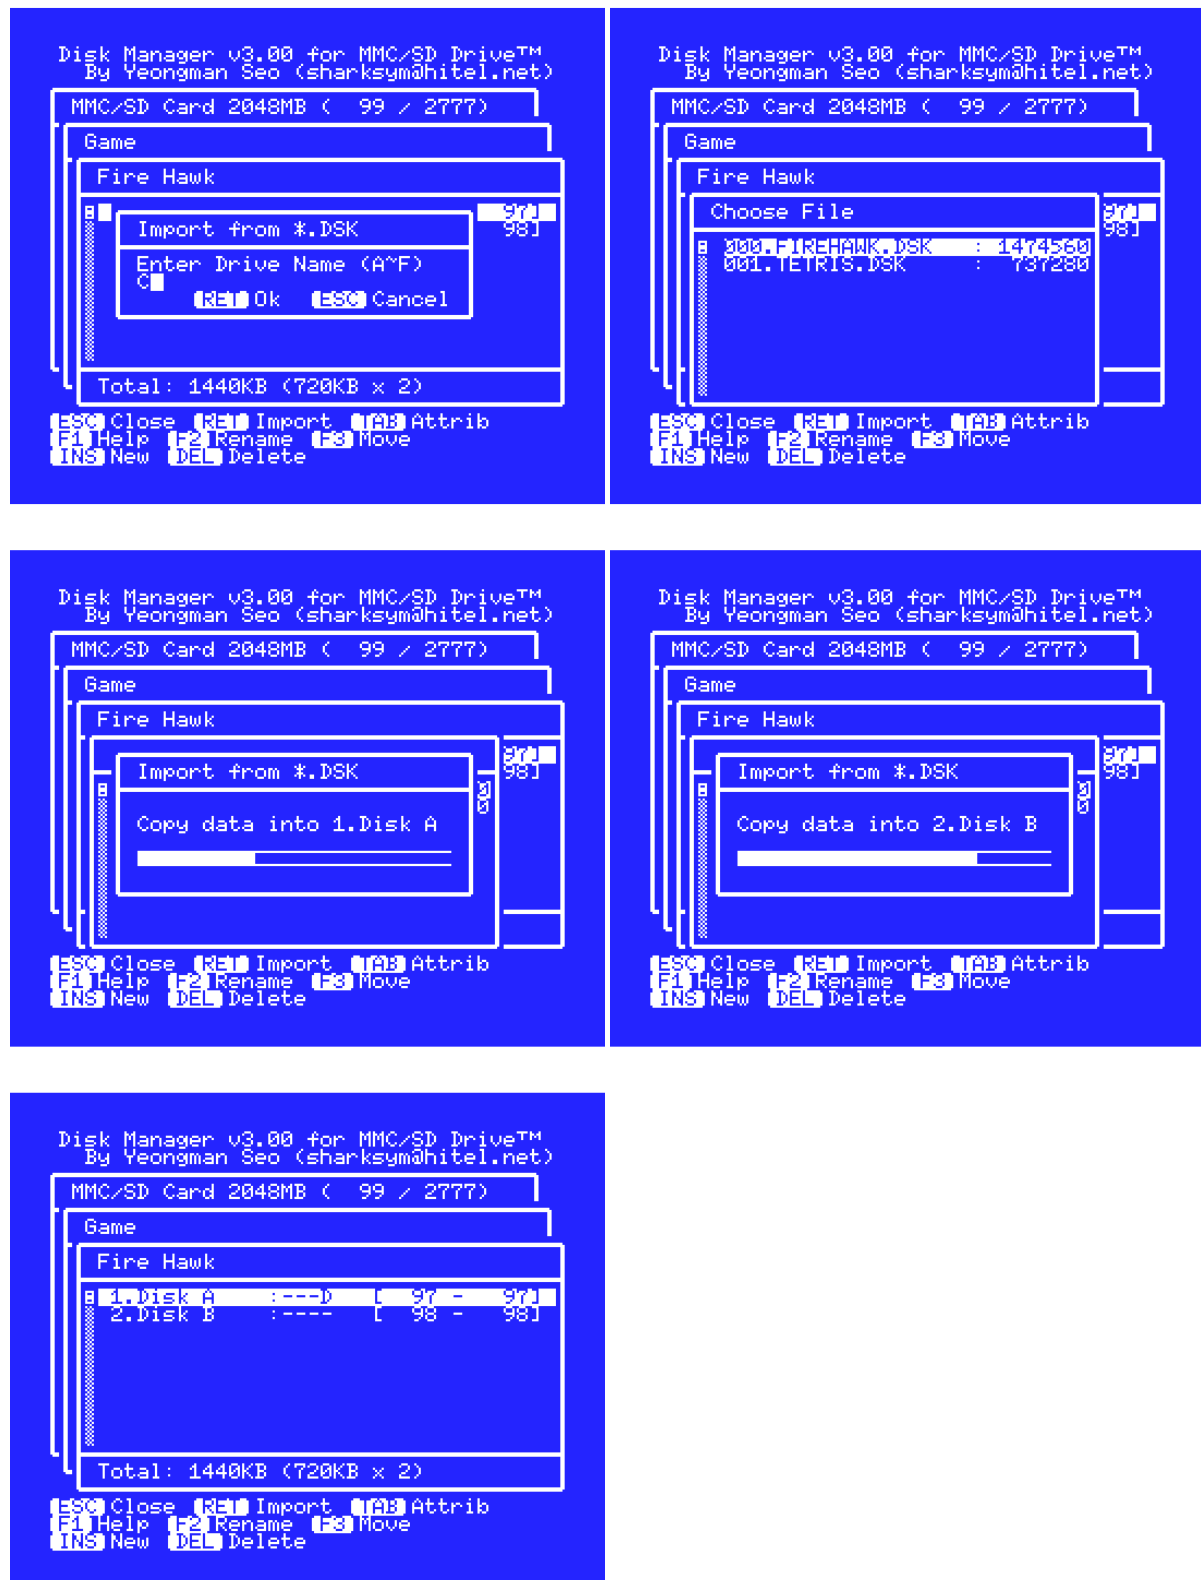 Disk Manager v3.00 for MMC/SD Drive™
By Yeongman Seo (sharksym@hitel.net)
MMC/SD Card 2048MB (  99 / 2777)
Game
Fire Hawk
97]
98]
Import from *.DSK
Enter Drive Name (A~F)
C
RET Ok ESC Cancel
Total: 1440KB (720KB x 2)
ESC Close RET Import TAB Attrib
F1 Help F2 Rename F3 Move
INS New DEL Delete
Disk Manager v3.00 for MMC/SD Drive™
By Yeongman Seo (sharksym@hitel.net)
MMC/SD Card 2048MB (  99 / 2777)
Game
Fire Hawk
Choose File
97]
98]
000.FIREHAWK.DSK : 1474560
001.TETRIS.DSK : 737280
ESC Close RET Import TAB Attrib
F1 Help F2 Rename F3 Move
INS New DEL Delete
Disk Manager v3.00 for MMC/SD Drive™
By Yeongman Seo (sharksym@hitel.net)
MMC/SD Card 2048MB (  99 / 2777)
Game
Fire Hawk
97]
98]
Import from *.DSK
0
0
Copy data into 1.Disk A
ESC Close RET Import TAB Attrib
F1 Help F2 Rename F3 Move
INS New DEL Delete
Disk Manager v3.00 for MMC/SD Drive™
By Yeongman Seo (sharksym@hitel.net)
MMC/SD Card 2048MB (  99 / 2777)
Game
Fire Hawk
97]
98]
Import from *.DSK
0
0
Copy data into 2.Disk B
ESC Close RET Import TAB Attrib
F1 Help F2 Rename F3 Move
INS New DEL Delete
Disk Manager v3.00 for MMC/SD Drive™
By Yeongman Seo (sharksym@hitel.net)
MMC/SD Card 2048MB (  99 / 2777)
Game
Fire Hawk
1.Disk A :---D [ 97 - 97]
2.Disk B :---- [ 98 - 98]
Total: 1440KB (720KB x 2)
ESC Close RET Import TAB Attrib
F1 Help F2 Rename F3 Move
INS New DEL Delete